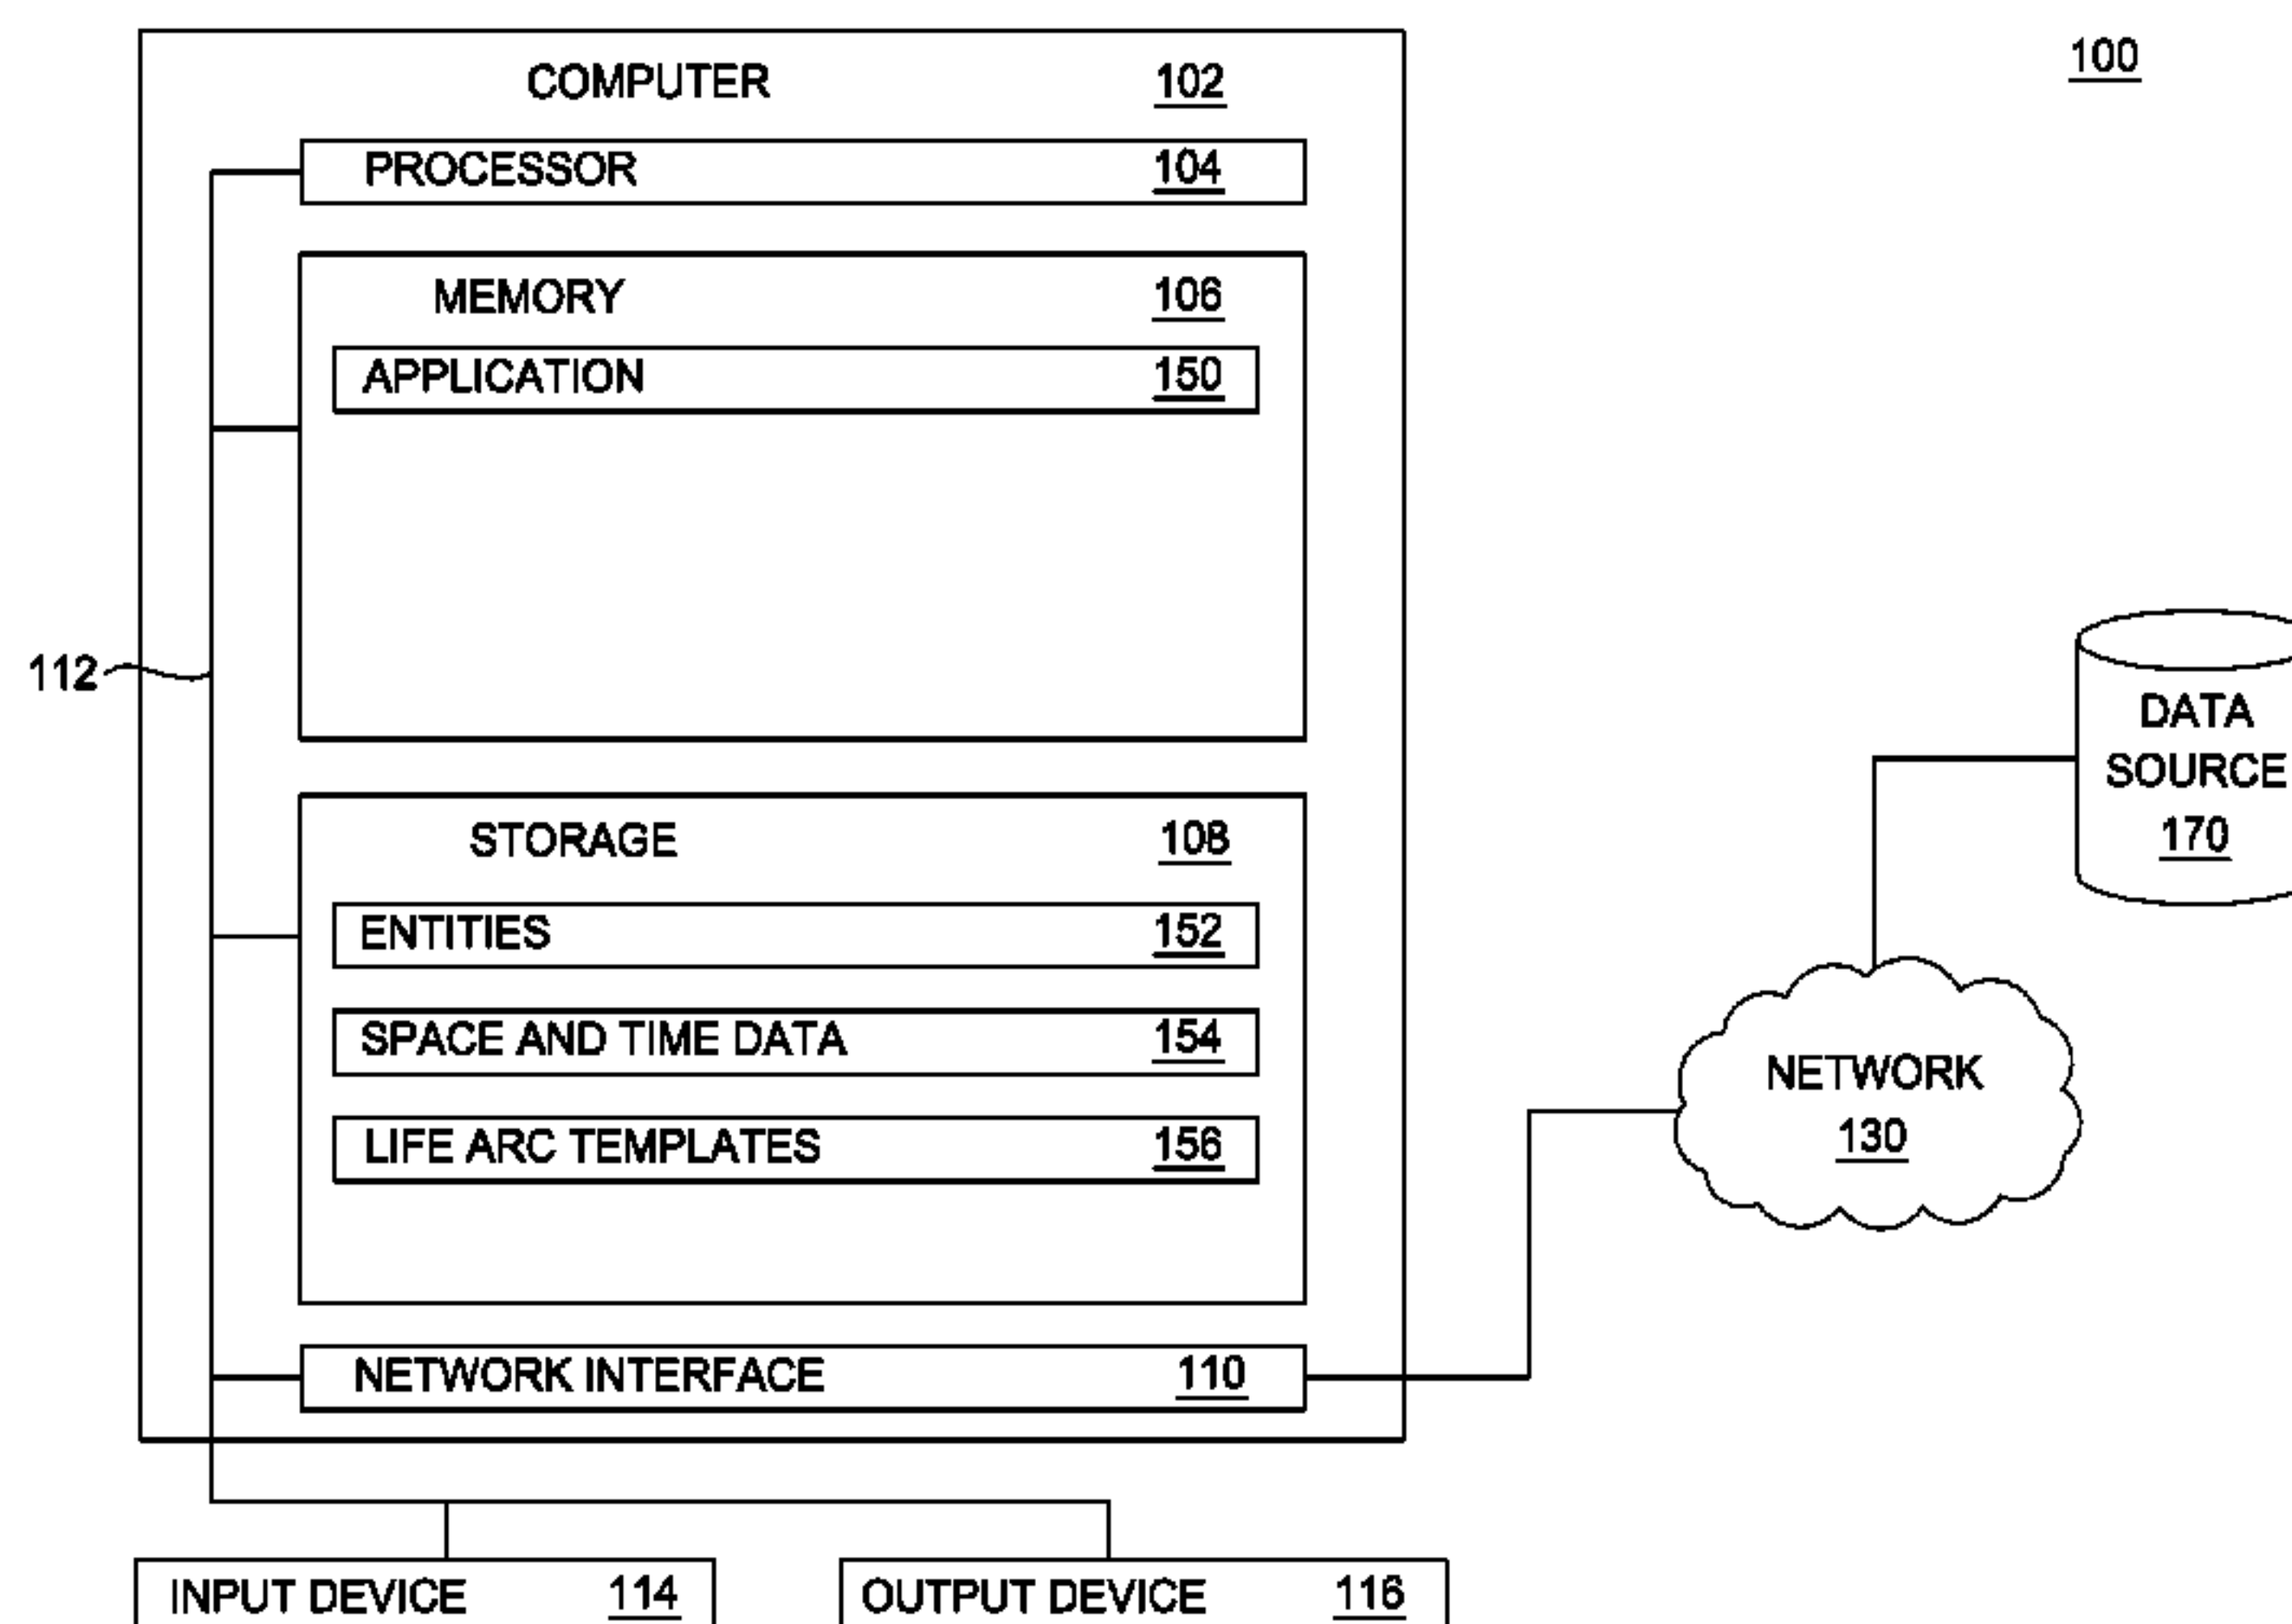 100
COMPUTER 102
PROCESSOR 104
MEMORY 106
APPLICATION 150
112
STORAGE 108
ENTITIES 152
SPACE AND TIME DATA 154
LIFE ARC TEMPLATES 156
NETWORK INTERFACE 110
DATA
SOURCE
170
NETWORK
130
INPUT DEVICE 114
OUTPUT DEVICE 116